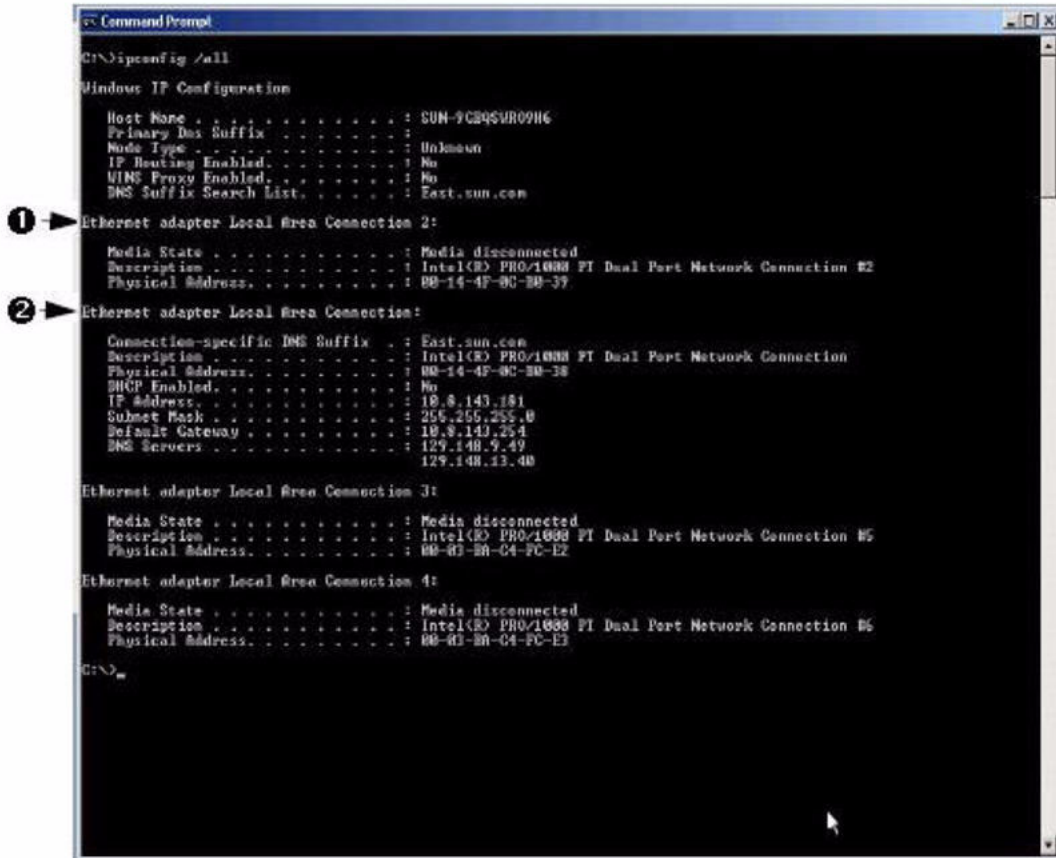 Command Prompt
C:\>ipconfig /all
Windows IP Configuration
Host Name . . . . . . . . . . . . : SUN-9CBQSWRO9H6
Primary Dns Suffix . . . . . . . :
Node Type . . . . . . . . . . . . : Unknown
IP Routing Enabled. . . . . . . . : No
WINS Proxy Enabled. . . . . . . . : No
DNS Suffix Search List. . . . . . : East.sun.com
1
Ethernet adapter Local Area Connection 2:
Media State . . . . . . . . . . . : Media disconnected
Description . . . . . . . . . . . : Intel(R) PRO/1000 PT Dual Port Network Connection #2
Physical Address. . . . . . . . . : 00-14-4F-0C-B0-39
2
Ethernet adapter Local Area Connection:
Connection-specific DNS Suffix . : East.sun.com
Description . . . . . . . . . . . : Intel(R) PRO/1000 PT Dual Port Network Connection
Physical Address. . . . . . . . . : 00-14-4F-0C-B0-38
DHCP Enabled. . . . . . . . . . . : No
IP Address. . . . . . . . . . . . : 10.8.143.181
Subnet Mask . . . . . . . . . . . : 255.255.255.0
Default Gateway . . . . . . . . . : 10.8.143.254
DNS Servers . . . . . . . . . . . : 129.148.9.49
129.148.13.40
Ethernet adapter Local Area Connection 3:
Media State . . . . . . . . . . . : Media disconnected
Description . . . . . . . . . . . : Intel(R) PRO/1000 PT Dual Port Network Connection #5
Physical Address. . . . . . . . . : 00-03-BA-C4-FC-E2
Ethernet adapter Local Area Connection 4:
Media State . . . . . . . . . . . : Media disconnected
Description . . . . . . . . . . . : Intel(R) PRO/1000 PT Dual Port Network Connection #6
Physical Address. . . . . . . . . : 00-03-BA-C4-FC-E3
C:\>_